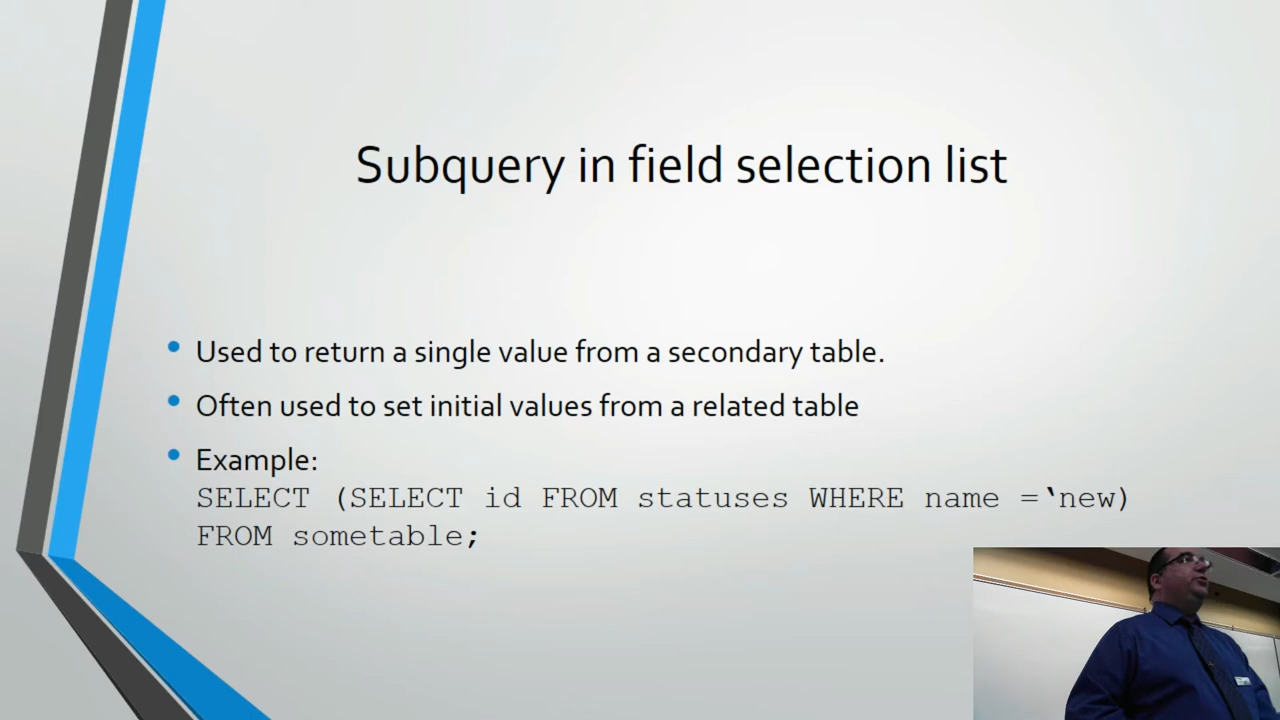 Subquery in field selection list
• Used to return a single value from a secondary table.
• Often used to set initial values from a related table
• Example:
SELECT (SELECT id FROM statuses WHERE name =‛new)
FROM sometable;